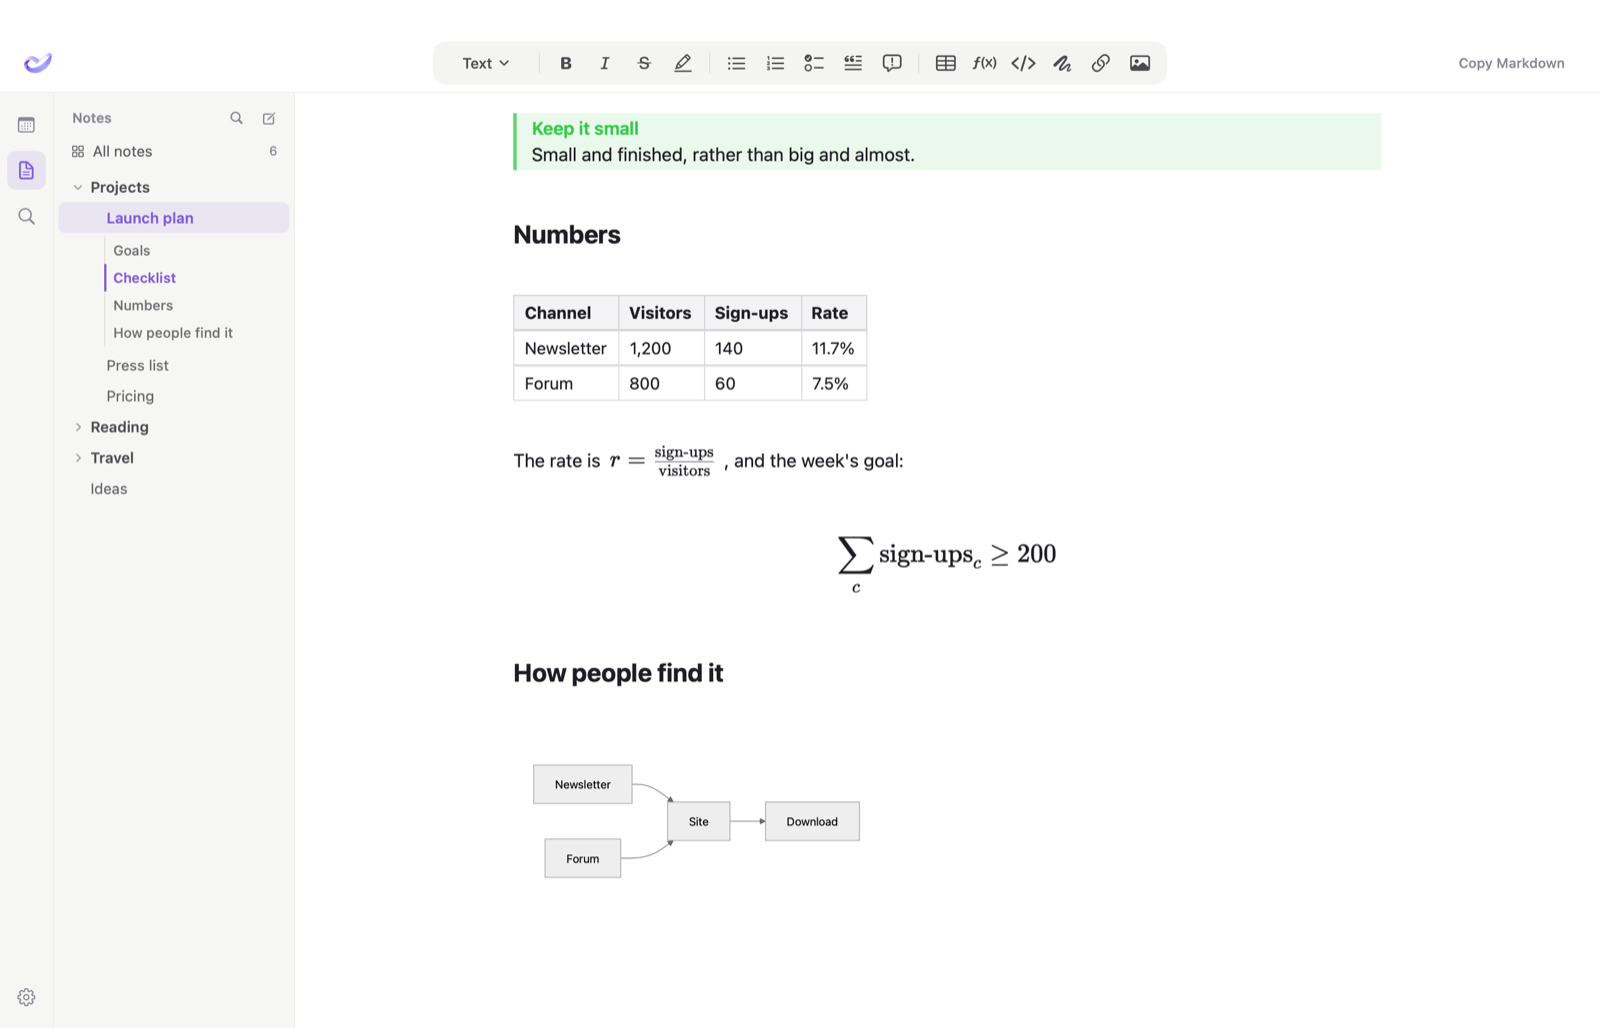 Text
B
I
S
f(x)
</>
Copy Markdown
Notes
All notes 6
Projects
Launch plan
Goals
Checklist
Numbers
How people find it
Press list
Pricing
Reading
Travel
Ideas
Keep it small
Small and finished, rather than big and almost.
Numbers
Channel Visitors Sign-ups Rate
Newsletter 1,200 140 11.7%
Forum 800 60 7.5%
The rate is r = sign-ups/visitors , and the week's goal:
∑c sign-upsc ≥ 200
How people find it
Newsletter
Site
Download
Forum